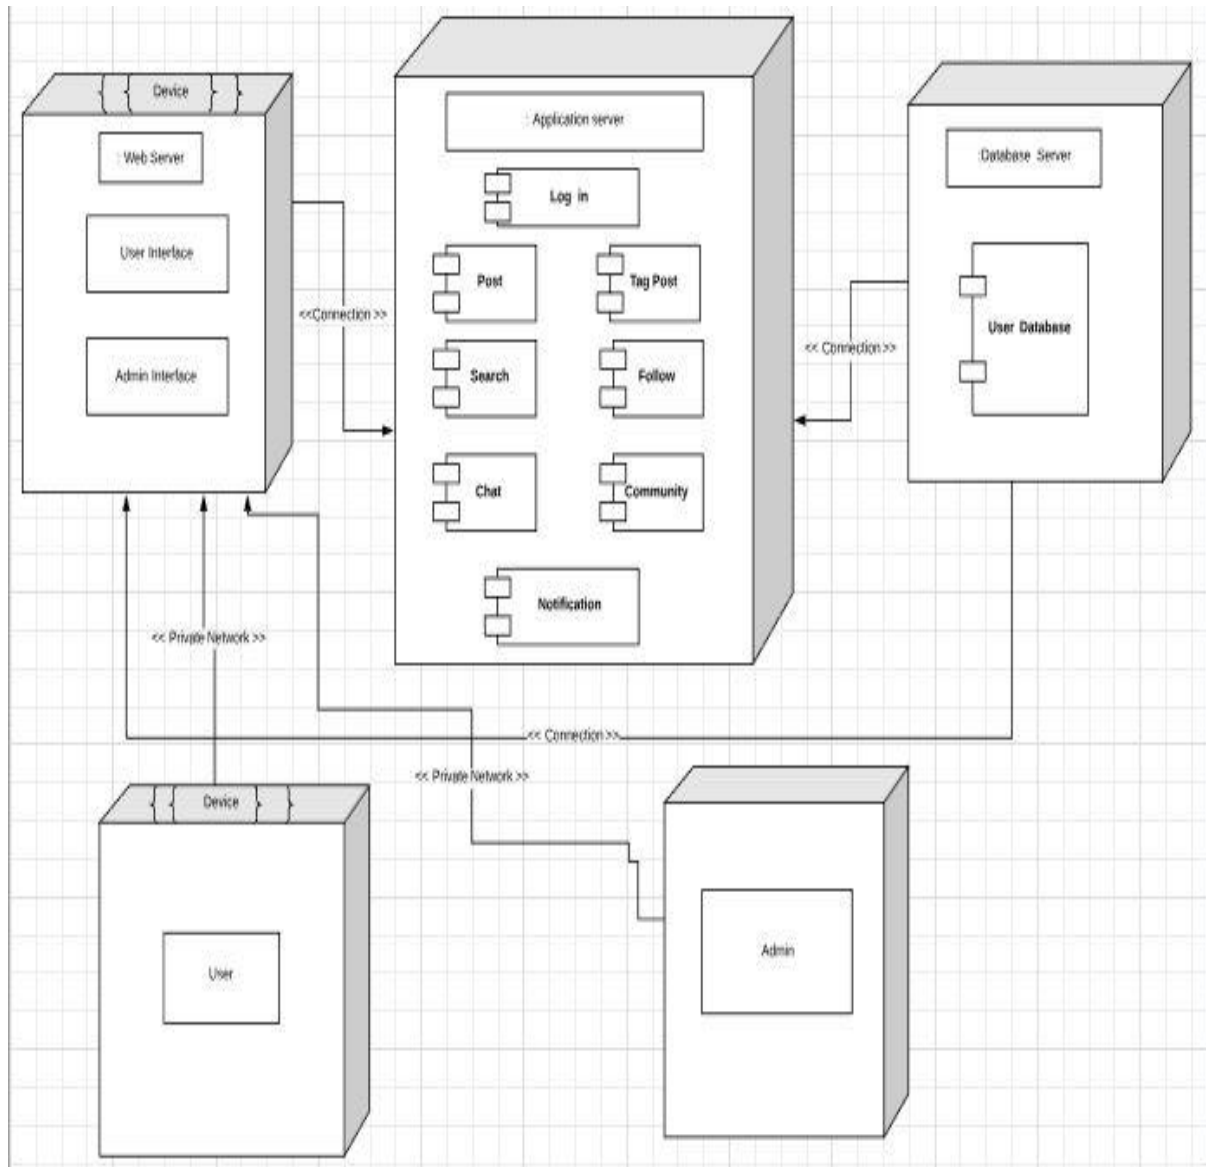 Device
: Web Server
User Interface
Admin Interface
<<Connection >>
: Application server
Log in
Post
Tag Post
Search
Follow
Chat
Community
Notification
:Database Server
User Database
<< Connection >>
<< Private Network >>
<< Connection >>
<< Private Network >>
Device
User
Admin